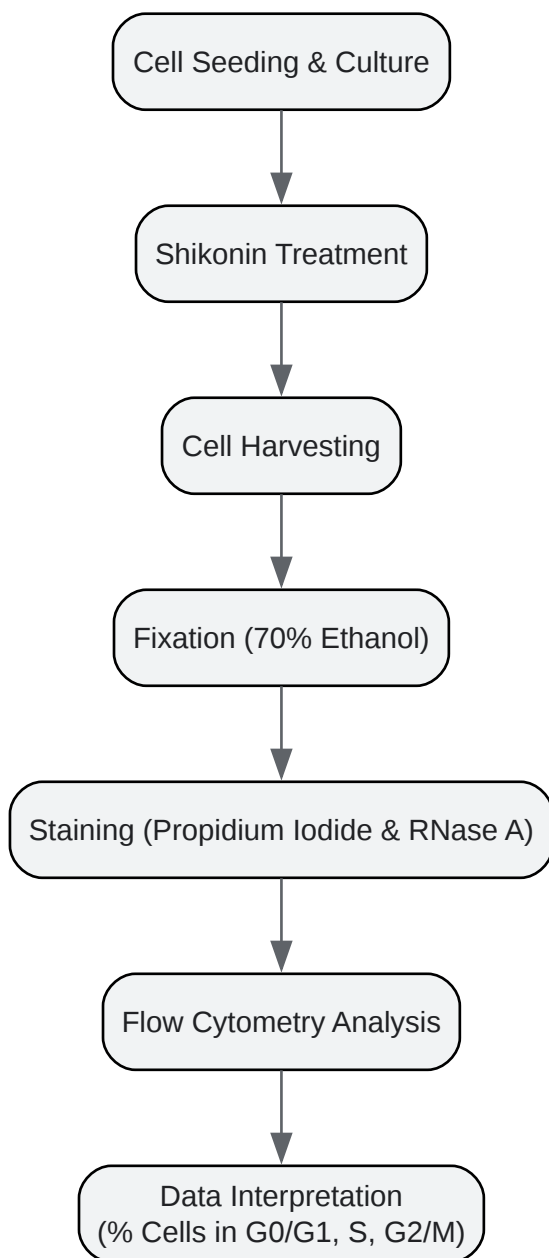 Cell Seeding & Culture
Shikonin Treatment
Cell Harvesting
Fixation (70% Ethanol)
Staining (Propidium Iodide & RNase A)
Flow Cytometry Analysis
Data Interpretation
(% Cells in G0/G1, S, G2/M)